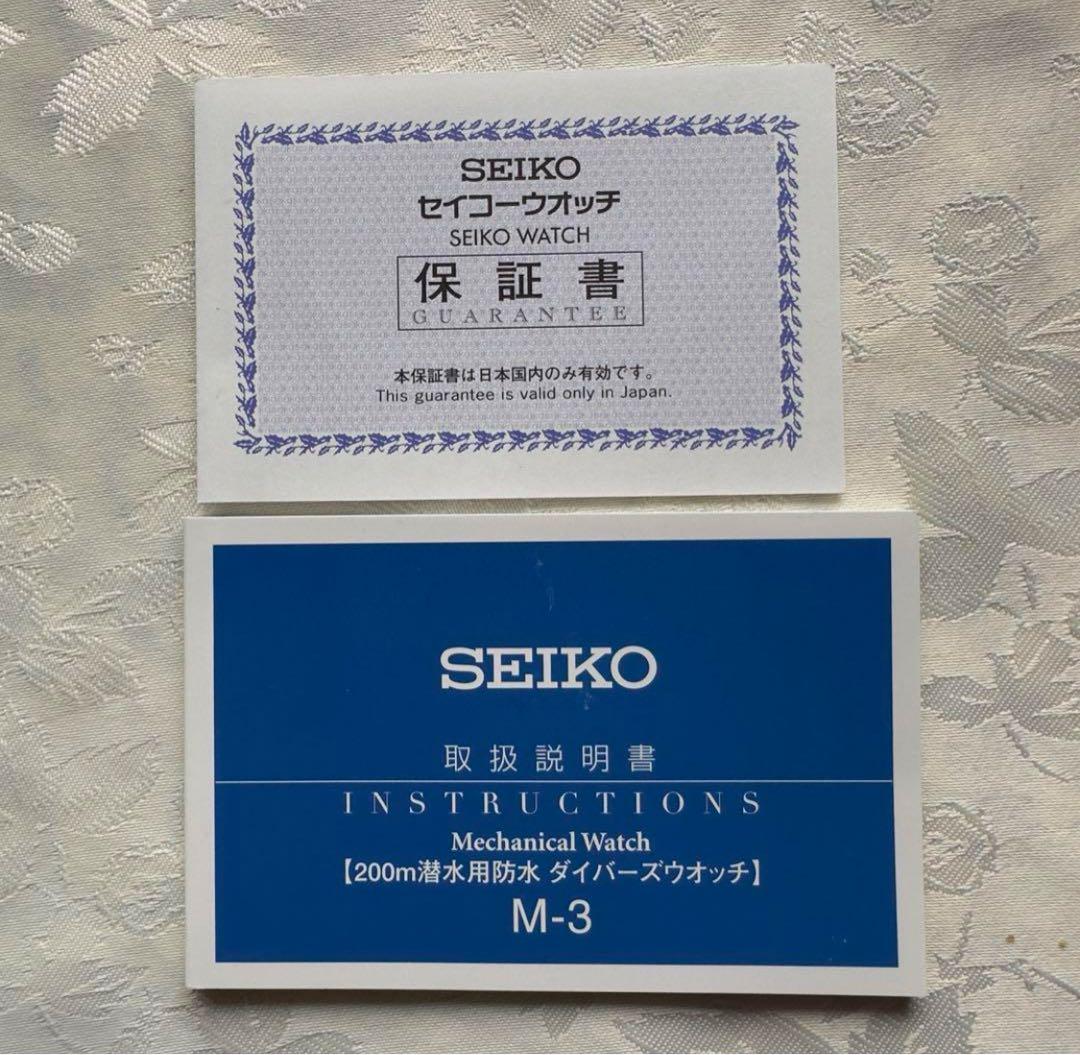 SEIKO
セイコーウオッチ
SEIKO WATCH
保証書
GUARANTEE
本保証書は日本国内のみ有効です。
This guarantee is valid only in Japan.
SEIKO
取扱説明書
INSTRUCTIONS
Mechanical Watch
【200m潜水用防水 ダイバーズウオッチ】
M-3